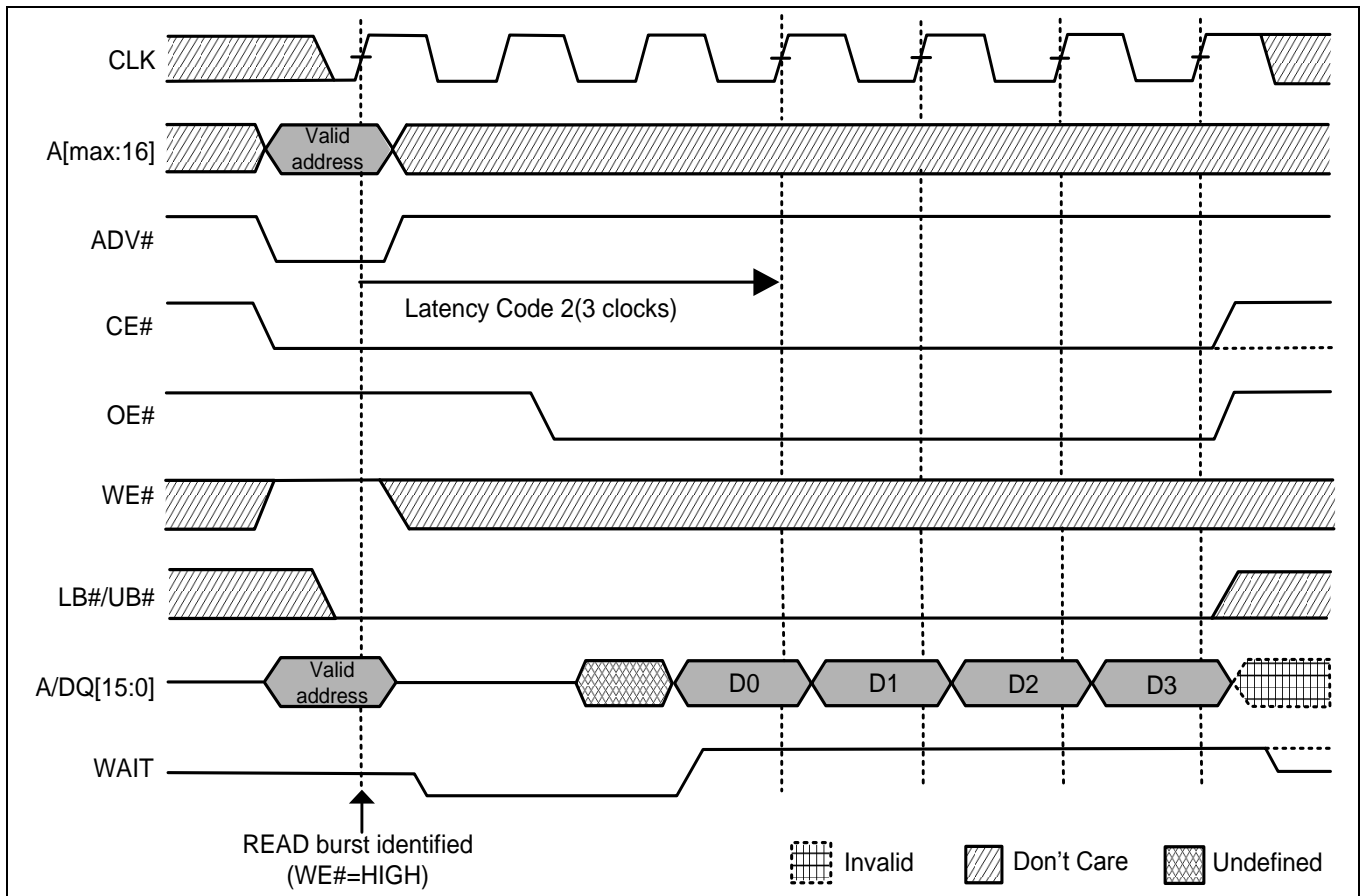 CLK
A[max:16]
Valid
address
ADV#
Latency Code 2(3 clocks)
CE#
OE#
WE#
LB#/UB#
A/DQ[15:0]
Valid
address
D0
D1
D2
D3
WAIT
READ burst identified
(WE#=HIGH)
Invalid
Don't Care
Undefined